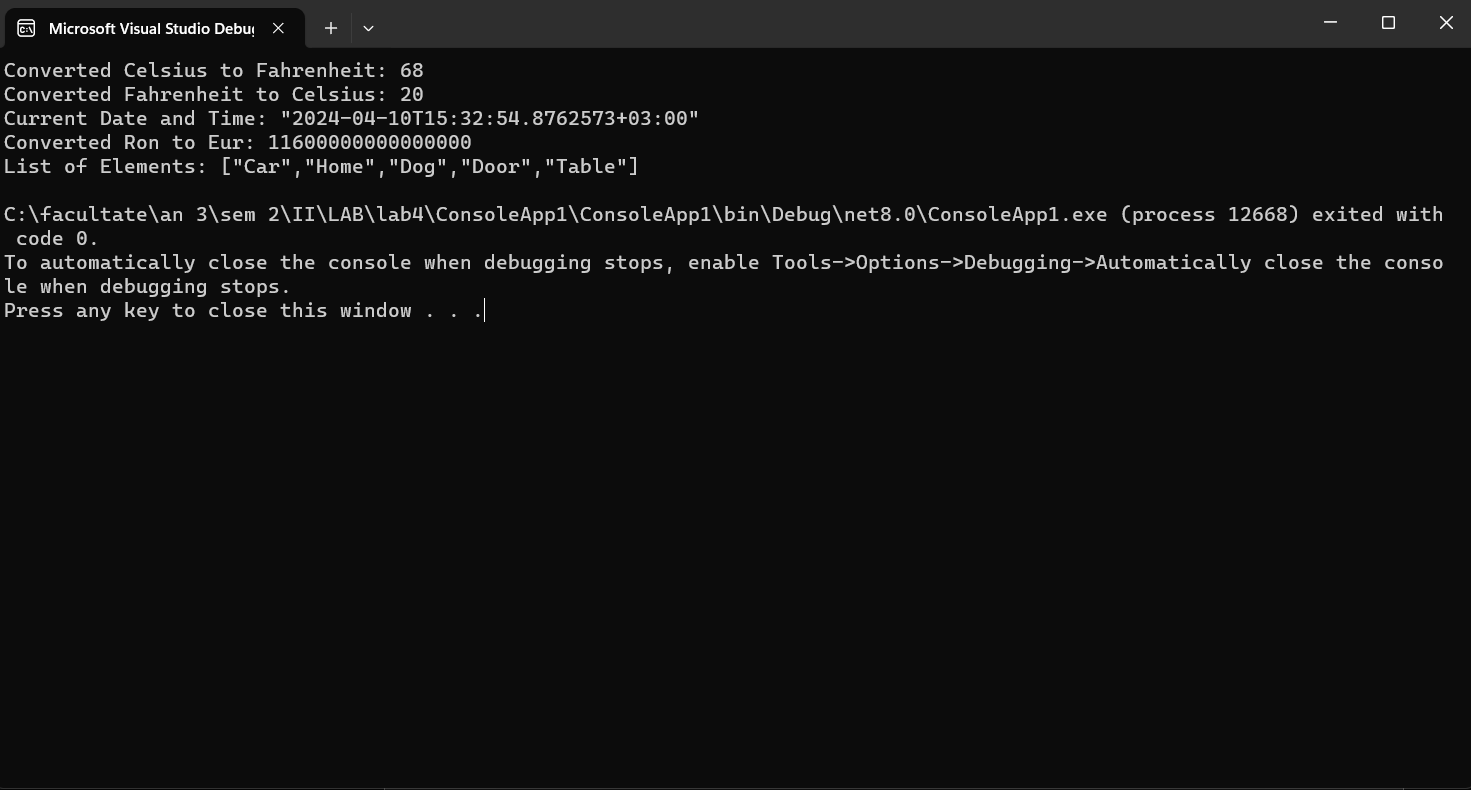 Microsoft Visual Studio Debug
Converted Celsius to Fahrenheit: 68
Converted Fahrenheit to Celsius: 20
Current Date and Time: "2024-04-10T15:32:54.8762573+03:00"
Converted Ron to Eur: 11600000000000000
List of Elements: ["Car","Home","Dog","Door","Table"]
C:\facultate\an 3\sem 2\II\LAB\lab4\ConsoleApp1\ConsoleApp1\bin\Debug\net8.0\ConsoleApp1.exe (process 12668) exited with
code 0.
To automatically close the console when debugging stops, enable Tools->Options->Debugging->Automatically close the conso
le when debugging stops.
Press any key to close this window . . .